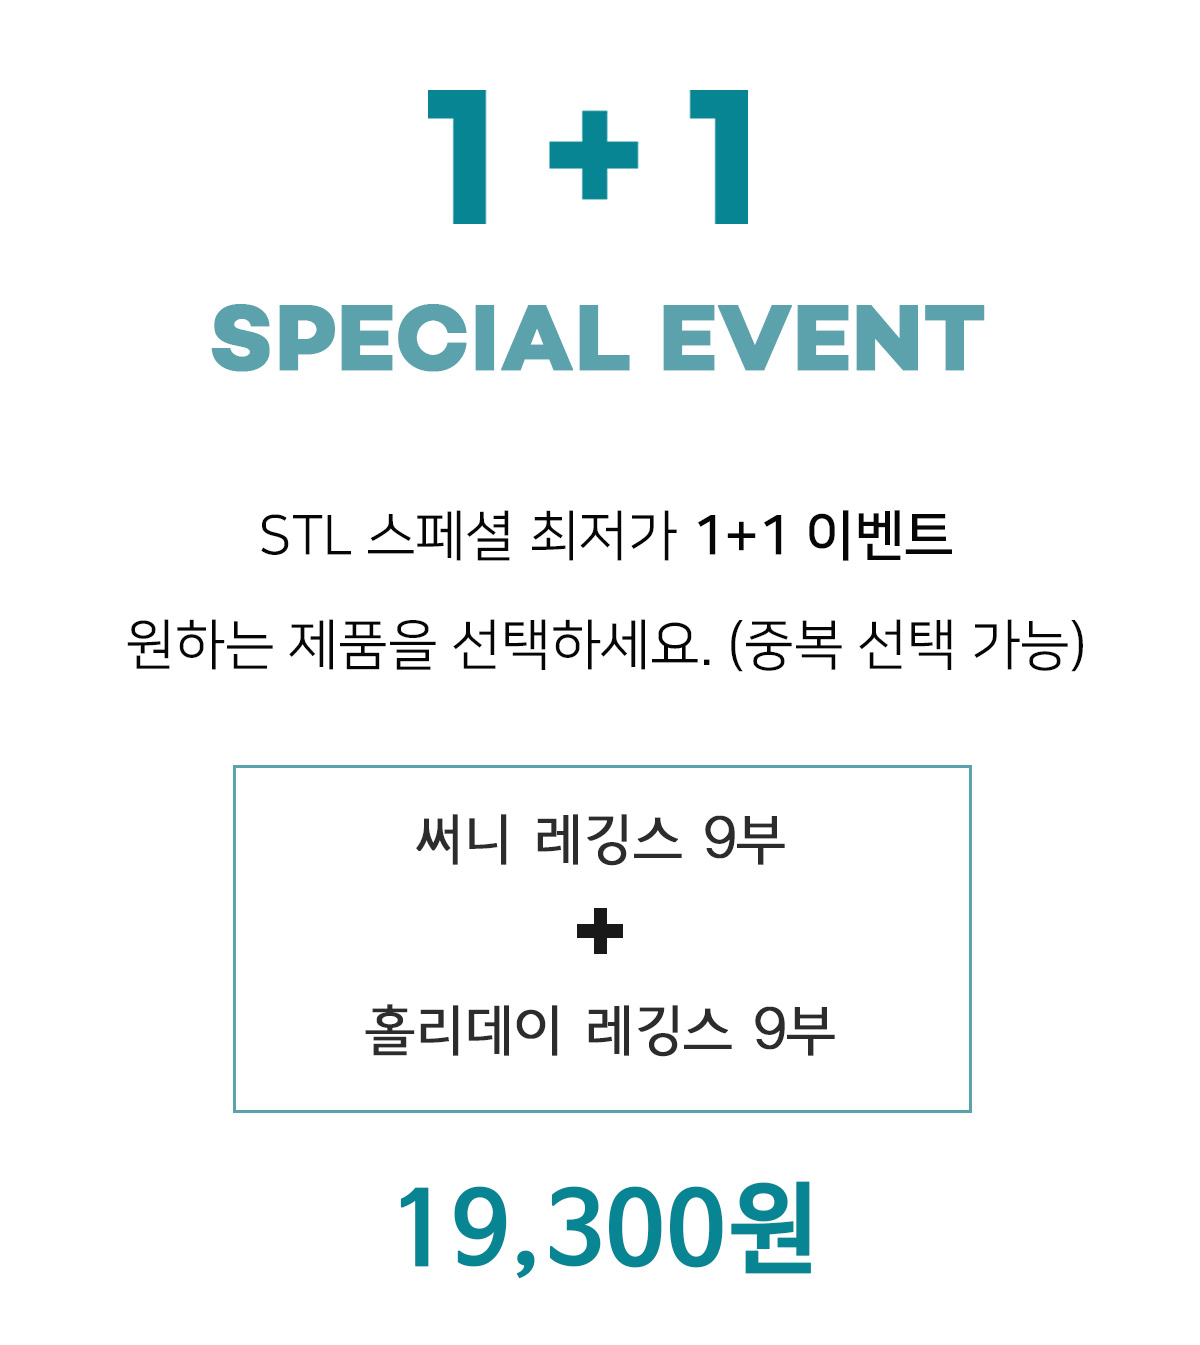 1+1
SPECIAL EVENT
STL 스페셜 최저가 1+1 이벤트
원하는 제품을 선택하세요. (중복 선택 가능)
써니 레깅스 9부
+
홀리데이 레깅스 9부
19,300원